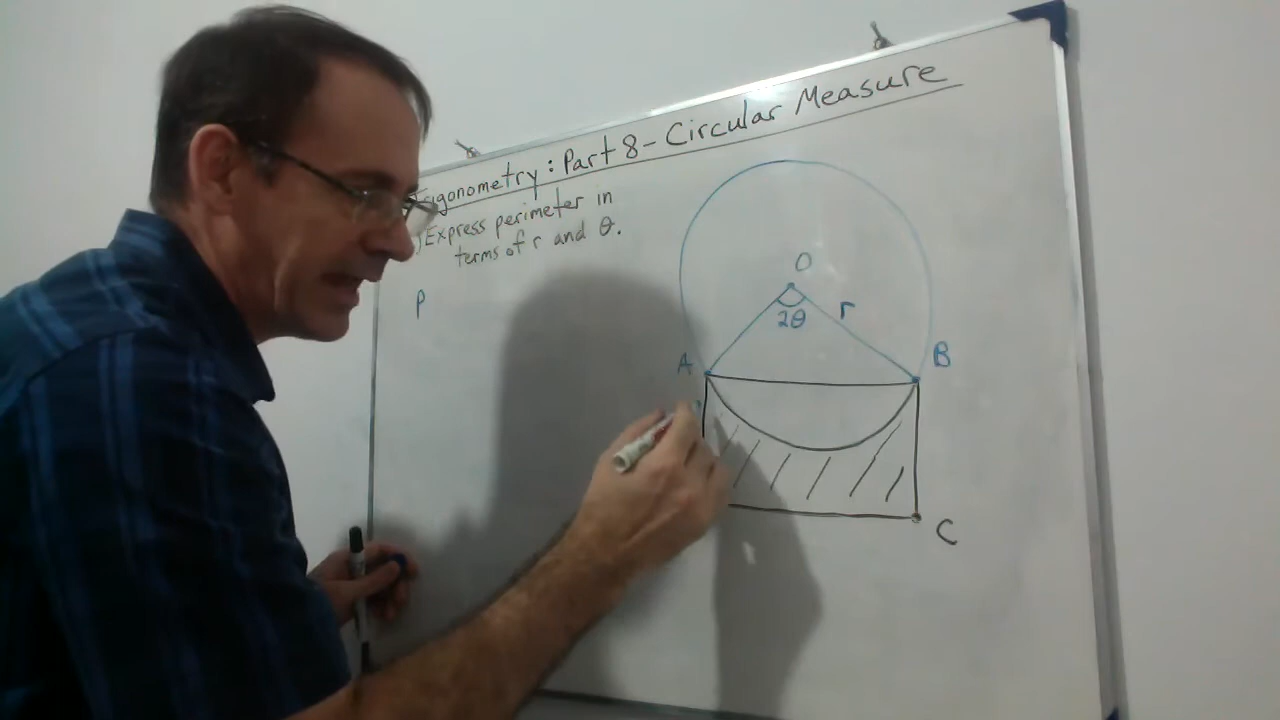 Trigonometry: Part 8 - Circular Measure
Express perimeter in
terms of r and θ.
P
O
2θ
r
A
B
C